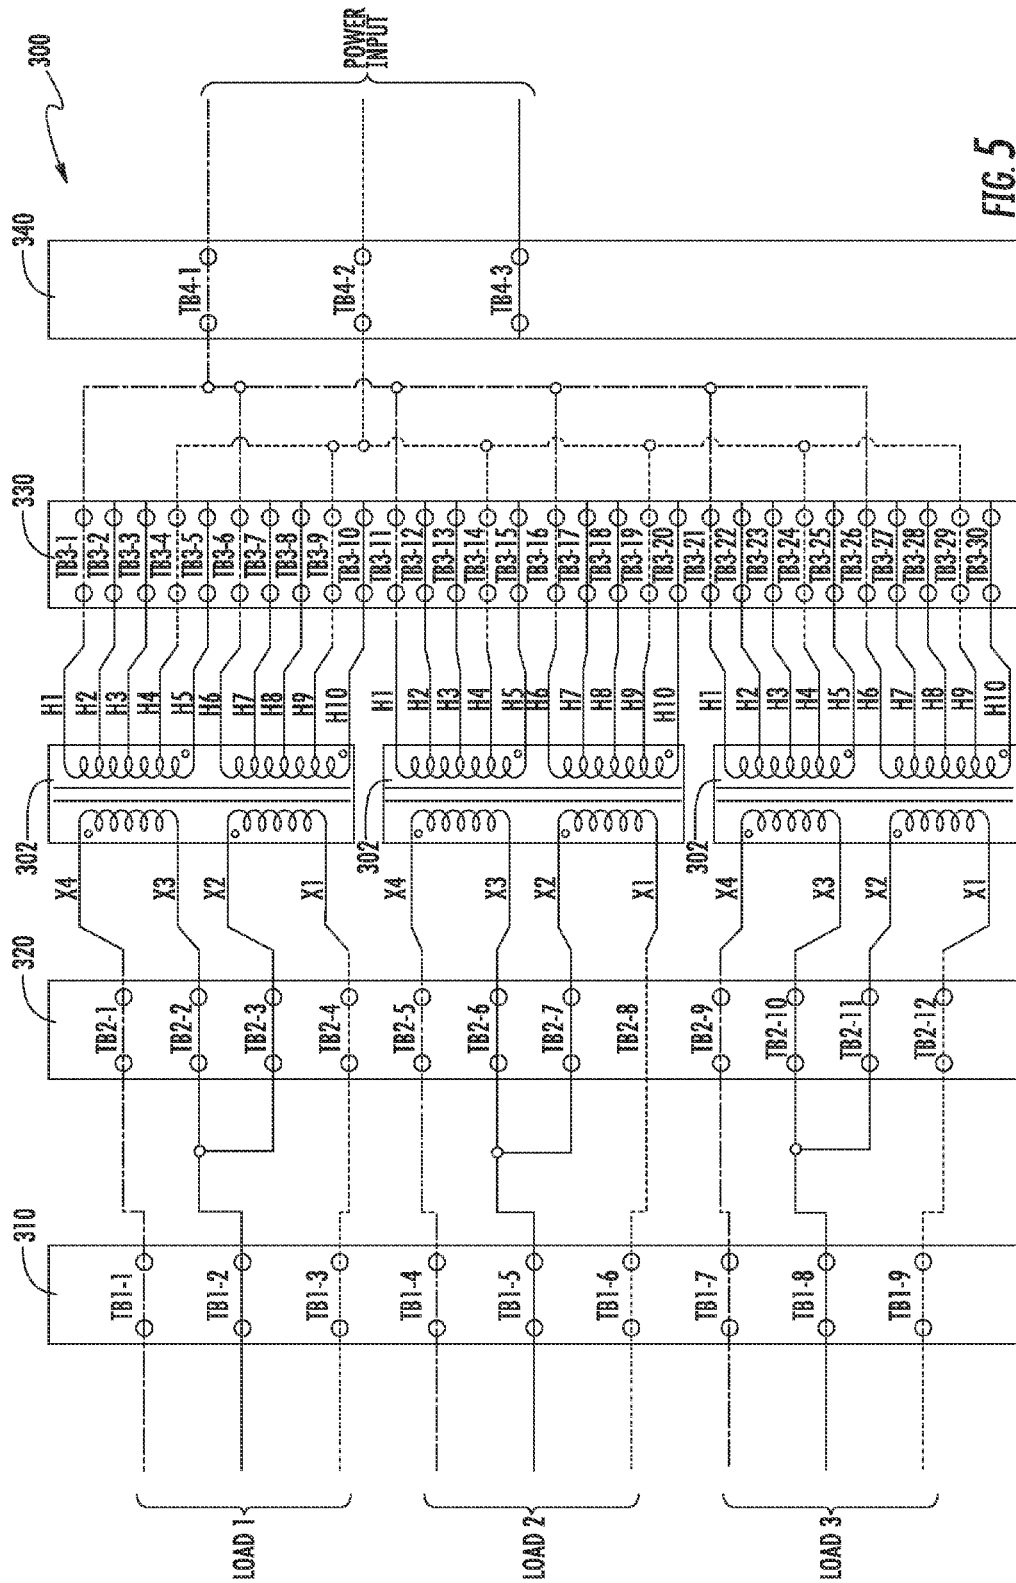 300
POWER
INPUT
340
TB4-1
TB4-2
TB4-3
330
TB3-1
TB3-2
TB3-3
TB3-4
TB3-5
TB3-6
TB3-7
TB3-8
TB3-9
TB3-10
TB3-11
TB3-12
TB3-13
TB3-14
TB3-15
TB3-16
TB3-17
TB3-18
TB3-19
TB3-20
TB3-21
TB3-22
TB3-23
TB3-24
TB3-25
TB3-26
TB3-27
TB3-28
TB3-29
TB3-30
H1
H2
H3
H4
H5
H6
H7
H8
H9
H10
H1
H2
H3
H4
H5
H6
H7
H8
H9
H10
H1
H2
H3
H4
H5
H6
H7
H8
H9
H10
302
302
302
X4
X3
X2
X1
X4
X3
X2
X1
X4
X3
X2
X1
320
TB2-1
TB2-2
TB2-3
TB2-4
TB2-5
TB2-6
TB2-7
TB2-8
TB2-9
TB2-10
TB2-11
TB2-12
310
TB1-1
TB1-2
TB1-3
TB1-4
TB1-5
TB1-6
TB1-7
TB1-8
TB1-9
LOAD 1
LOAD 2
LOAD 3
FIG. 5